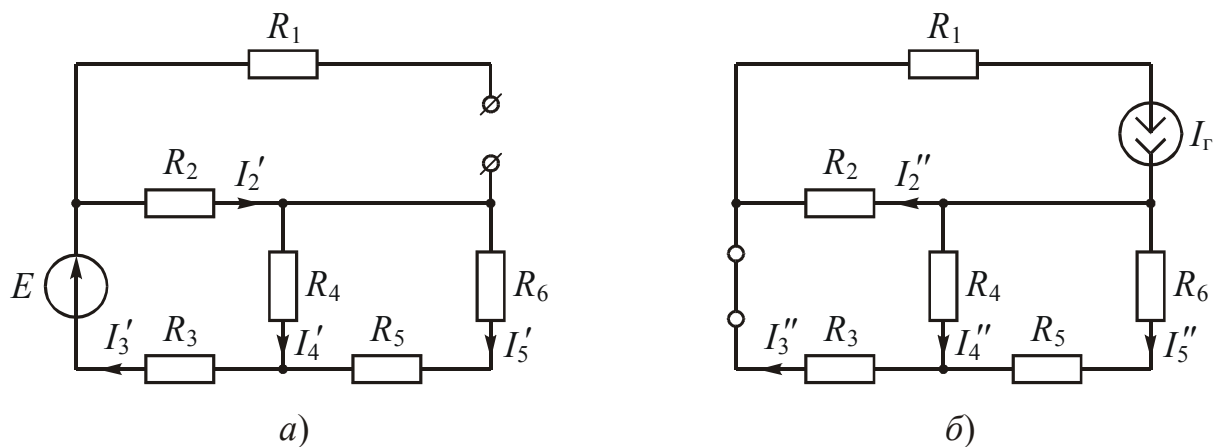 R₁
R₂ I₂′
E R₄ R₆
I₃′ R₃ I₄′ R₅ I₅′
а)
R₁
Iг
R₂ I₂″
R₄ R₆
I₃″ R₃ I₄″ R₅ I₅″
б)